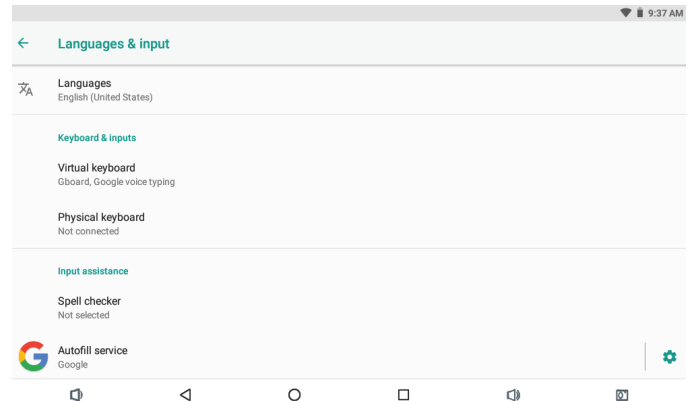 9:37 AM
Languages & input
Languages
English (United States)
Keyboard & inputs
Virtual keyboard
Gboard, Google voice typing
Physical keyboard
Not connected
Input assistance
Spell checker
Not selected
Autofill service
Google